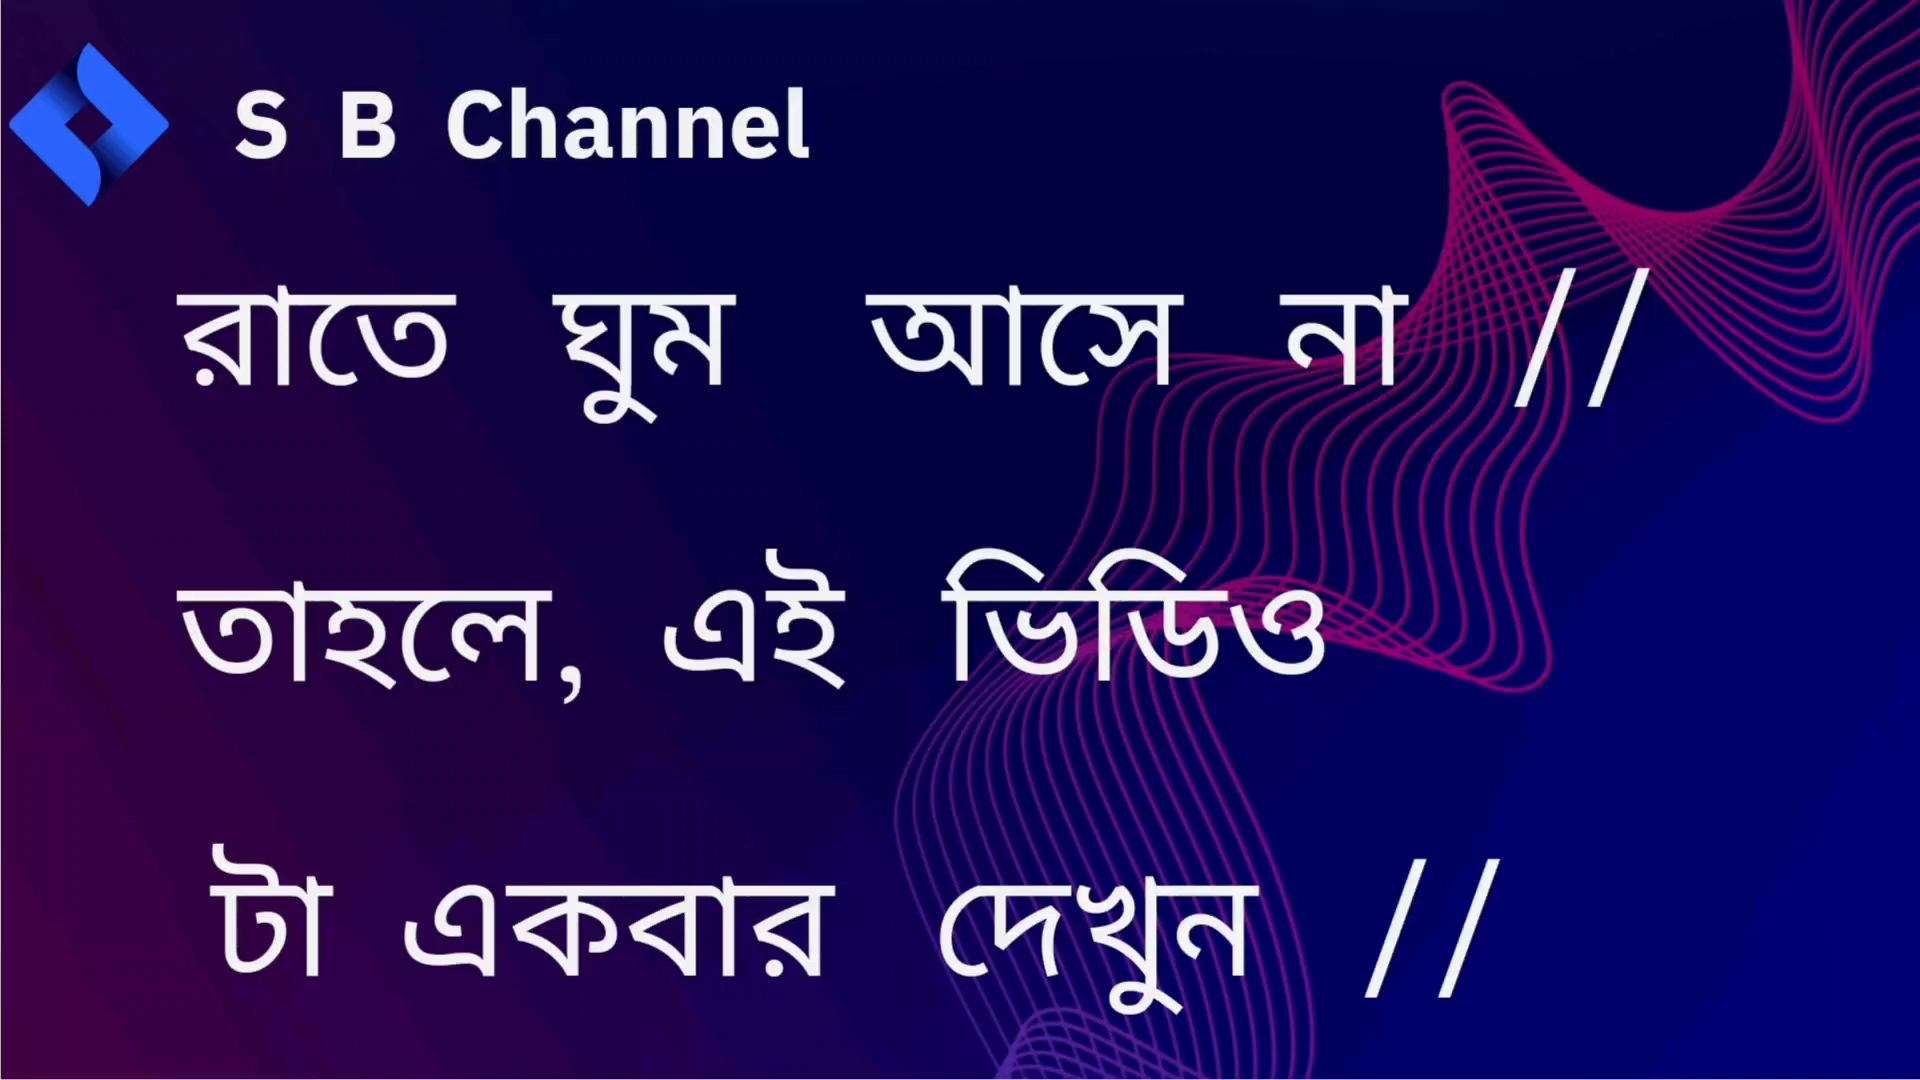 S B Channel
রাতে ঘুম আসে না //
তাহলে, এই ভিডিও
টা একবার দেখুন //